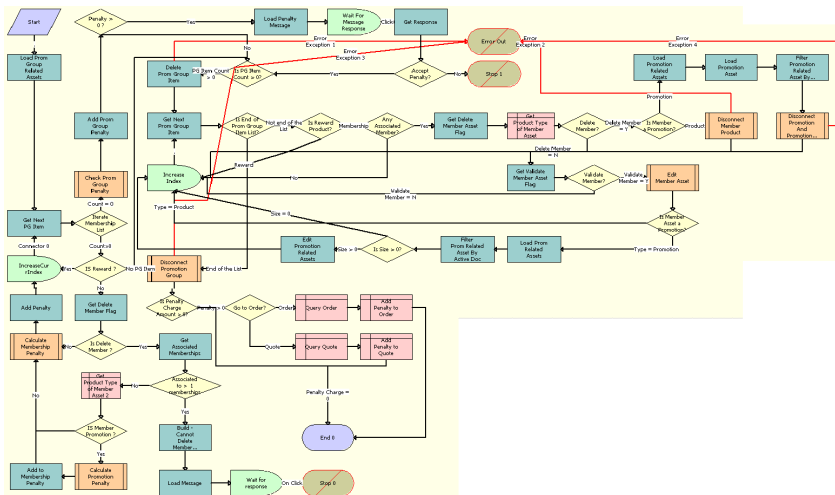 Start
Penalty >
0 ?
Yes
Load Penalty
Message
Wait For
Message
Response
Click
Get Response
Error
Exception 1
Error Out
Error
Exception 2
Error
Exception 4
Error
Exception 3
No
Load Prom
Group
Related
Assets
Delete
Prom Group
Item
PG Item Count
> 0
Is PG Item
Count > 0?
Yes
Accept
Penalty?
No
Stop 1
Load
Promotion
Related
Assets
Load
Promotion
Asset
Filter
Promotion
Related
Asset By...
Promotion
Add Prom
Group
Penalty
Get Next
Prom Group
Item
Is End of
Prom Group
Item List?
Not end of the
List
Is Reward
Product?
Membership
Any
Associated
Member?
Yes
Get Delete
Member Asset
Flag
Get
Product Type
of Member
Asset
Delete
Member?
Delete Member
= Y
Is Member
a Promotion?
Product
Disconnect
Member
Product
Disconnect
Promotion
And
Promotion...
Delete Member
= N
Reward
No
Check Prom
Group
Penalty
Increase
Index
Get Validate
Member Asset
Flag
Validate
Member?
Validate
Member = Y
Edit
Member Asset
Validate
Member = N
Count = 0
Type = Product
Size = 0
Get Next
PG Item
Iterate
Membership
List
Is Member
Asset a
Promotion?
Connector 0
Count>0
Edit
Promotion
Related
Assets
Size > 0
Is Size > 0?
Filter
Prom Related
Asset By
Active Doc
Load Prom
Related
Assets
Type = Promotion
IncreaseCur
rIndex
Yes
IS Reward ?
No PG Item
Disconnect
Promotion
Group
End of the List
No
Add Penalty
Get Delete
Member Flag
Is Penalty
Charge
Amount > 0?
Penalty > 0
Go to Order?
Order
Query Order
Add
Penalty to
Order
Calculate
Membership
Penalty
No
Is Delete
Member ?
Yes
Get
Associated
Memberships
Quote
Query Quote
Add
Penalty to
Quote
Get
Product Type
of Member
Asset 2
No
Associated
to > 1
memberships
No
Yes
Penalty Charge =
0
IS Member
Promotion ?
Build -
Cannot
Delete
Member...
End 0
Yes
Add to
Membership
Penalty
Calculate
Promotion
Penalty
Load Message
Wait for
response
On Click
Stop 0